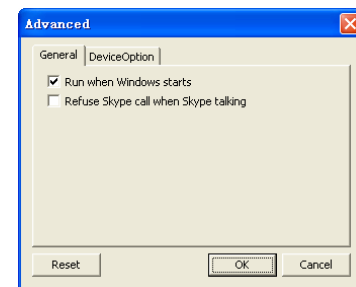 Advanced
General DeviceOption
Run when Windows starts
Refuse Skype call when Skype talking
Reset OK Cancel